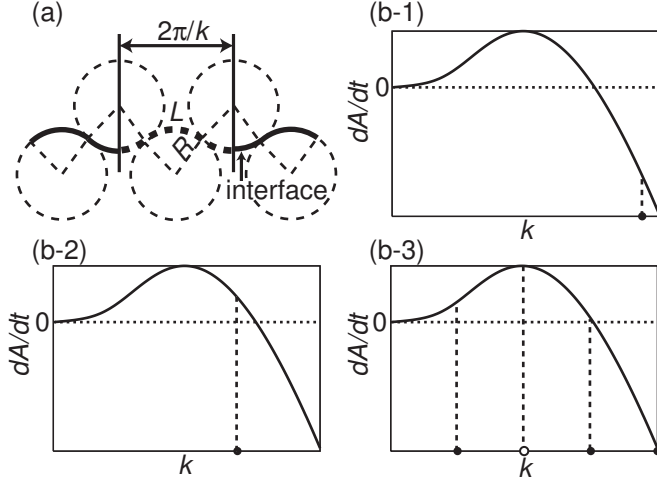 (a)
2π/k
L
R
interface
(b-1)
0
dA/dt
k
(b-2)
0
dA/dt
k
(b-3)
0
dA/dt
k